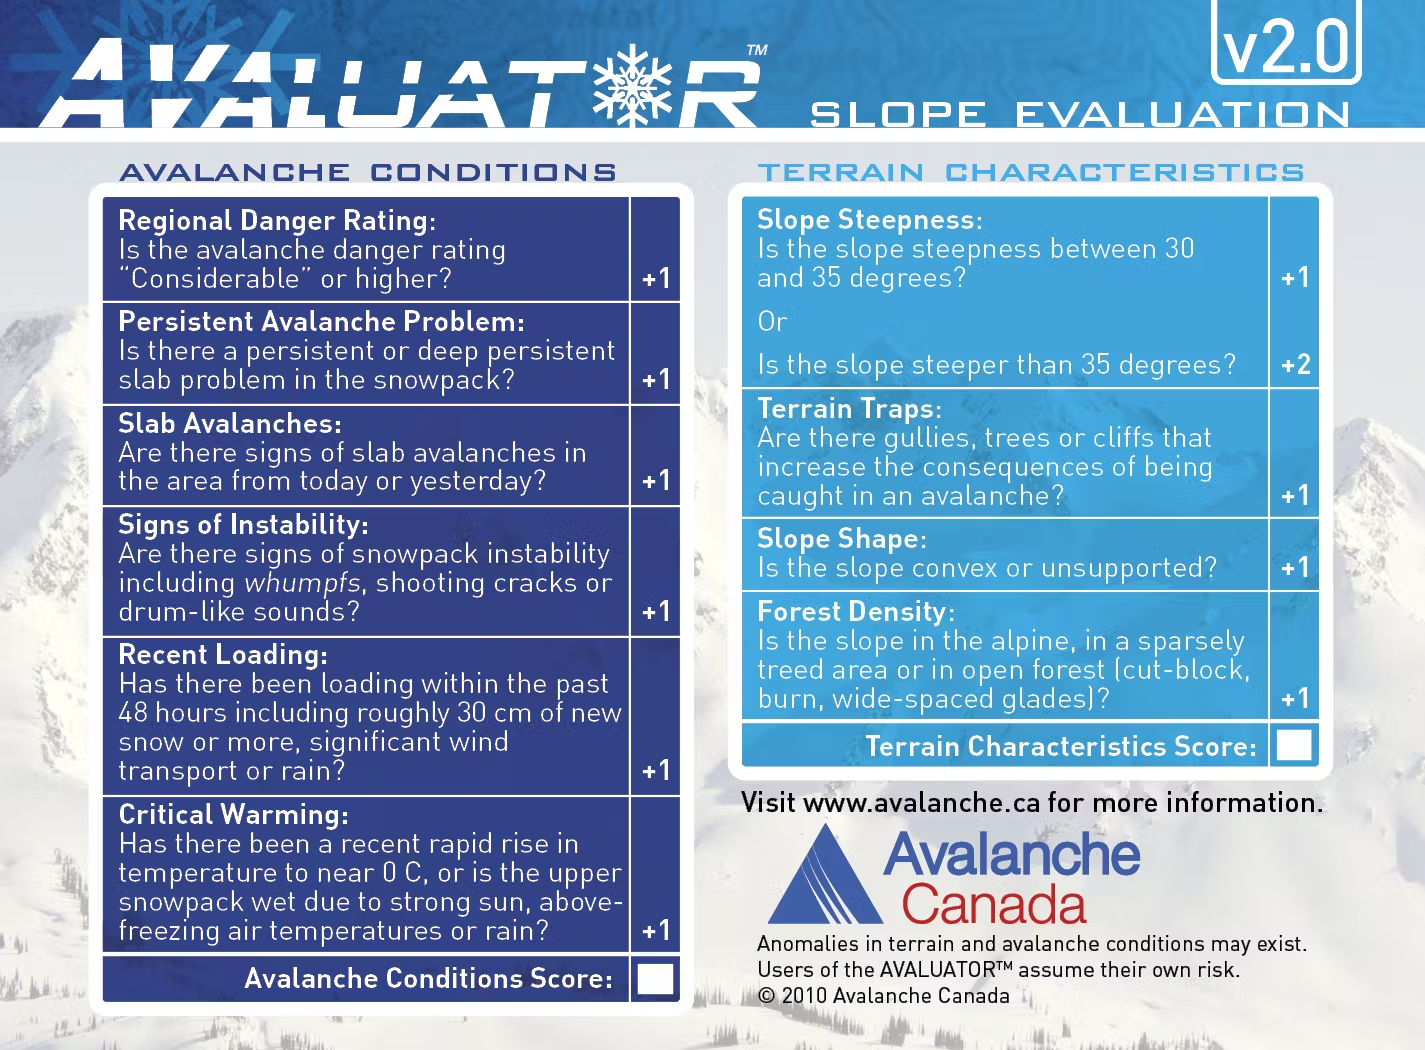 AVALUATOR™
v2.0
SLOPE EVALUATION
AVALANCHE CONDITIONS
Regional Danger Rating:
Is the avalanche danger rating
“Considerable” or higher?
+1
Persistent Avalanche Problem:
Is there a persistent or deep persistent
slab problem in the snowpack?
+1
Slab Avalanches:
Are there signs of slab avalanches in
the area from today or yesterday?
+1
Signs of Instability:
Are there signs of snowpack instability
including whumpfs, shooting cracks or
drum-like sounds?
+1
Recent Loading:
Has there been loading within the past
48 hours including roughly 30 cm of new
snow or more, significant wind
transport or rain?
+1
Critical Warming:
Has there been a recent rapid rise in
temperature to near 0 C, or is the upper
snowpack wet due to strong sun, above-
freezing air temperatures or rain?
+1
Avalanche Conditions Score:
TERRAIN CHARACTERISTICS
Slope Steepness:
Is the slope steepness between 30
and 35 degrees?
+1
Or
Is the slope steeper than 35 degrees?
+2
Terrain Traps:
Are there gullies, trees or cliffs that
increase the consequences of being
caught in an avalanche?
+1
Slope Shape:
Is the slope convex or unsupported?
+1
Forest Density:
Is the slope in the alpine, in a sparsely
treed area or in open forest (cut-block,
burn, wide-spaced glades)?
+1
Terrain Characteristics Score:
Visit www.avalanche.ca for more information.
Avalanche
Canada
Anomalies in terrain and avalanche conditions may exist.
Users of the AVALUATOR™ assume their own risk.
© 2010 Avalanche Canada